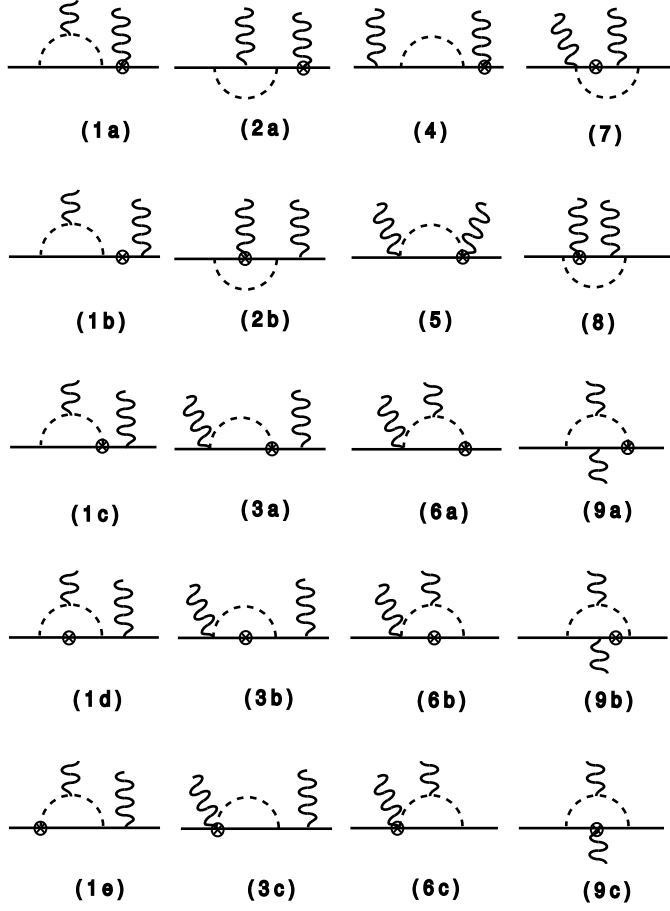 (1a) (2a) (4) (7)
(1b) (2b) (5) (8)
(1c) (3a) (6a) (9a)
(1d) (3b) (6b) (9b)
(1e) (3c) (6c) (9c)